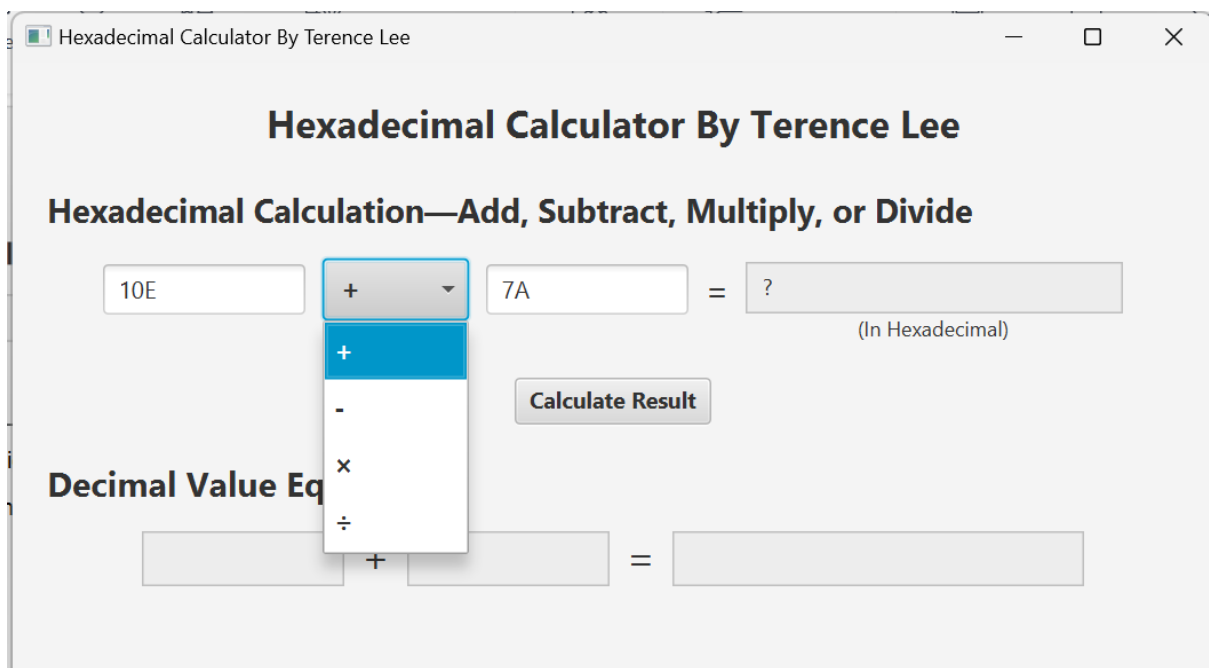 Hexadecimal Calculator By Terence Lee
Hexadecimal Calculator By Terence Lee
Hexadecimal Calculation—Add, Subtract, Multiply, or Divide
10E + 7A = ?
(In Hexadecimal)
+
-
×
÷
Calculate Result
Decimal Value Eq
+ =